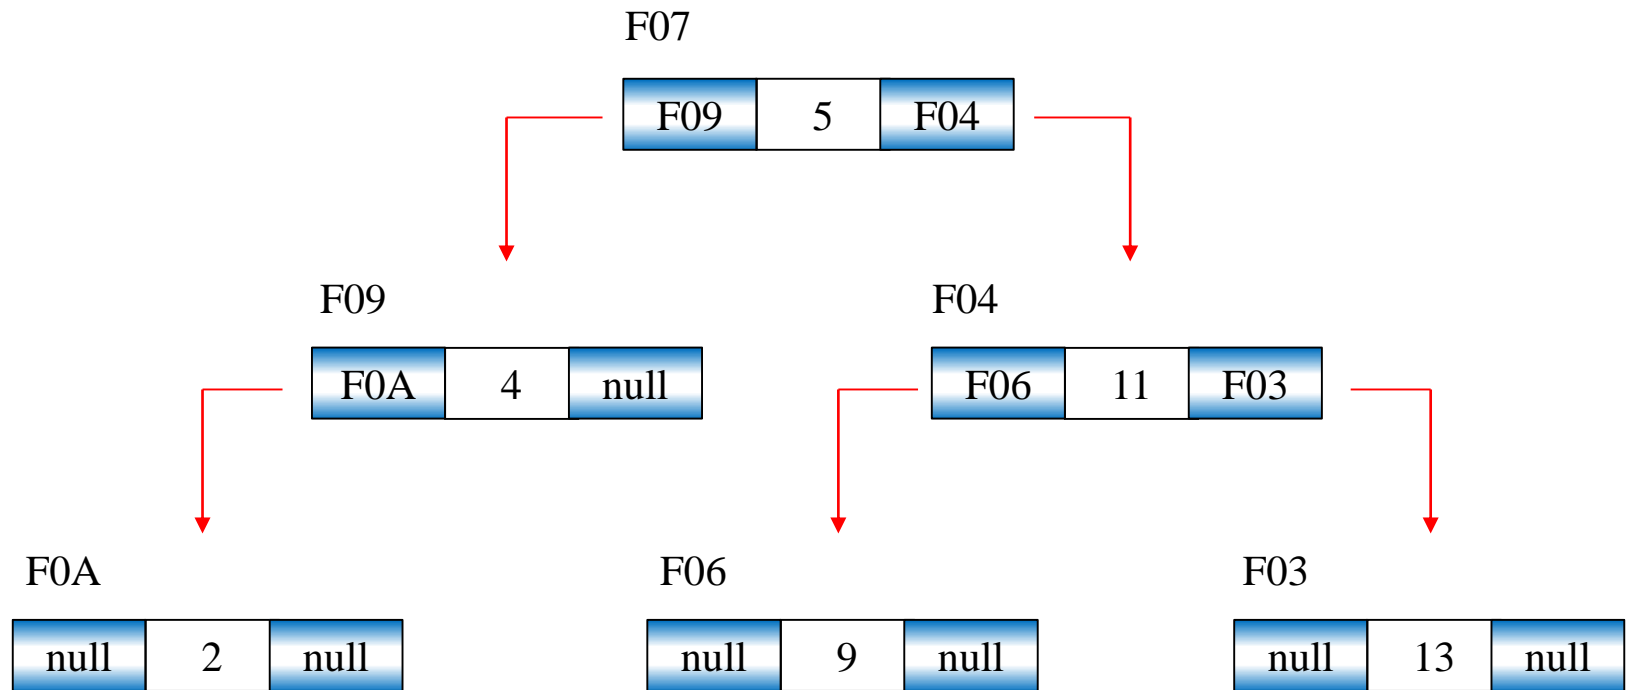 F07
F09 5 F04
F09 F04
F0A 4 null F06 11 F03
F0A F06 F03
null 2 null null 9 null null 13 null